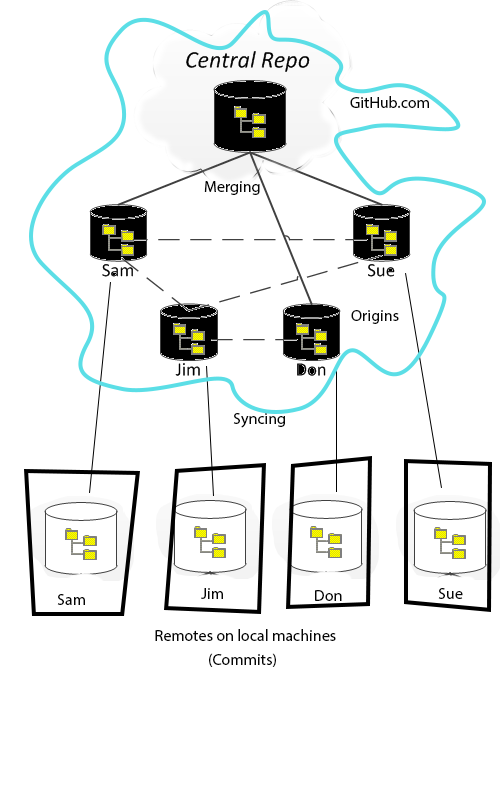 Central Repo
GitHub.com
Merging
Sam
Sue
Origins
Jim
Don
Syncing
Sam
Jim
Don
Sue
Remotes on local machines
(Commits)